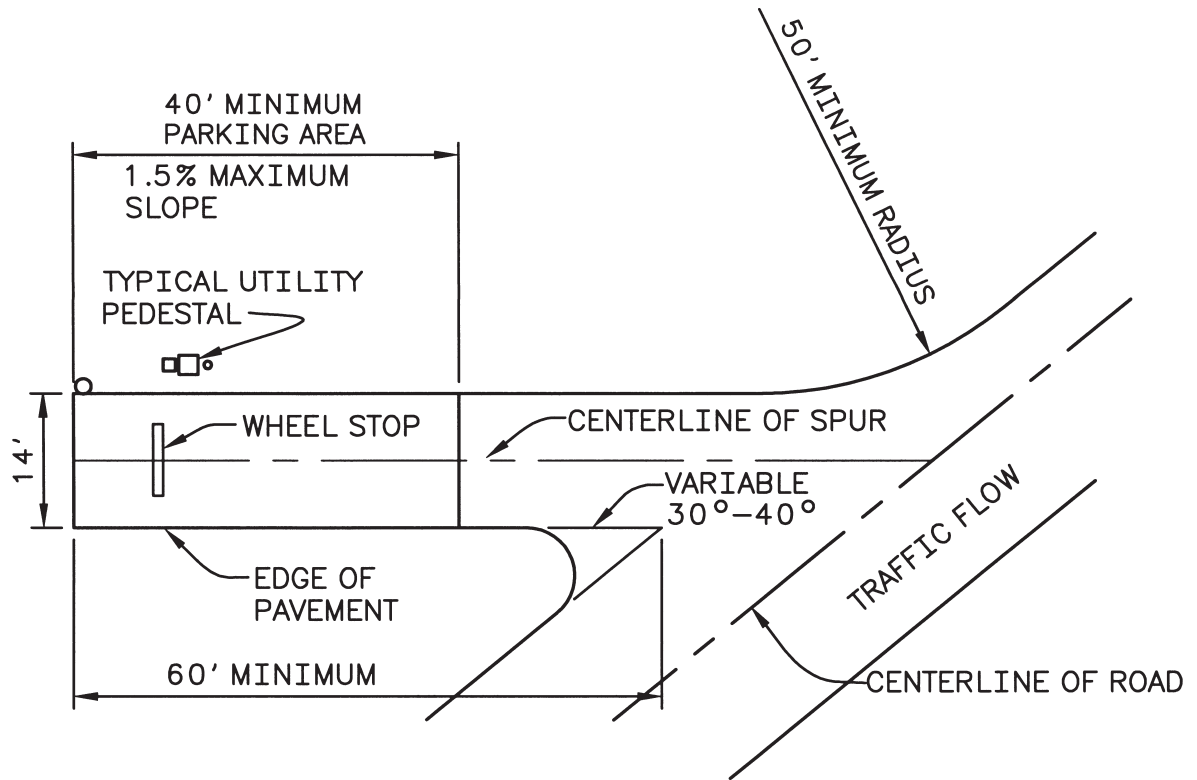 50' MINIMUM RADIUS
40' MINIMUM
PARKING AREA
1.5% MAXIMUM
SLOPE
TYPICAL UTILITY
PEDESTAL
WHEEL STOP
CENTERLINE OF SPUR
14'
VARIABLE
30°-40°
TRAFFIC FLOW
EDGE OF
PAVEMENT
60' MINIMUM
CENTERLINE OF ROAD